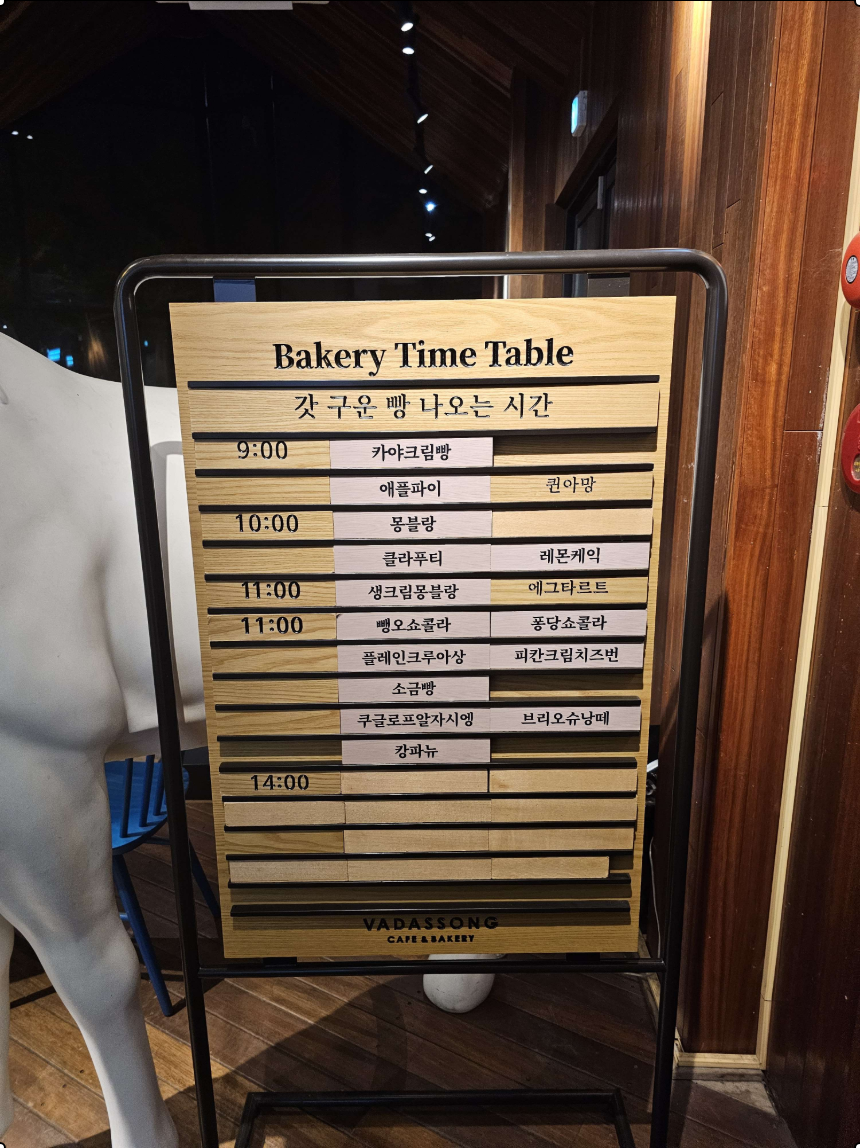 Bakery Time Table
갓 구운 빵 나오는 시간
9:00 카야크림빵
애플파이 퀸아망
10:00 몽블랑
클라푸티 레몬케익
11:00 생크림몽블랑 에그타르트
11:00 뺑오쇼콜라 퐁당쇼콜라
플레인크루아상 피칸크림치즈번
소금빵
쿠글로프알자시엥 브리오슈낭떼
캉파뉴
14:00
VADASSONG
CAFE & BAKERY